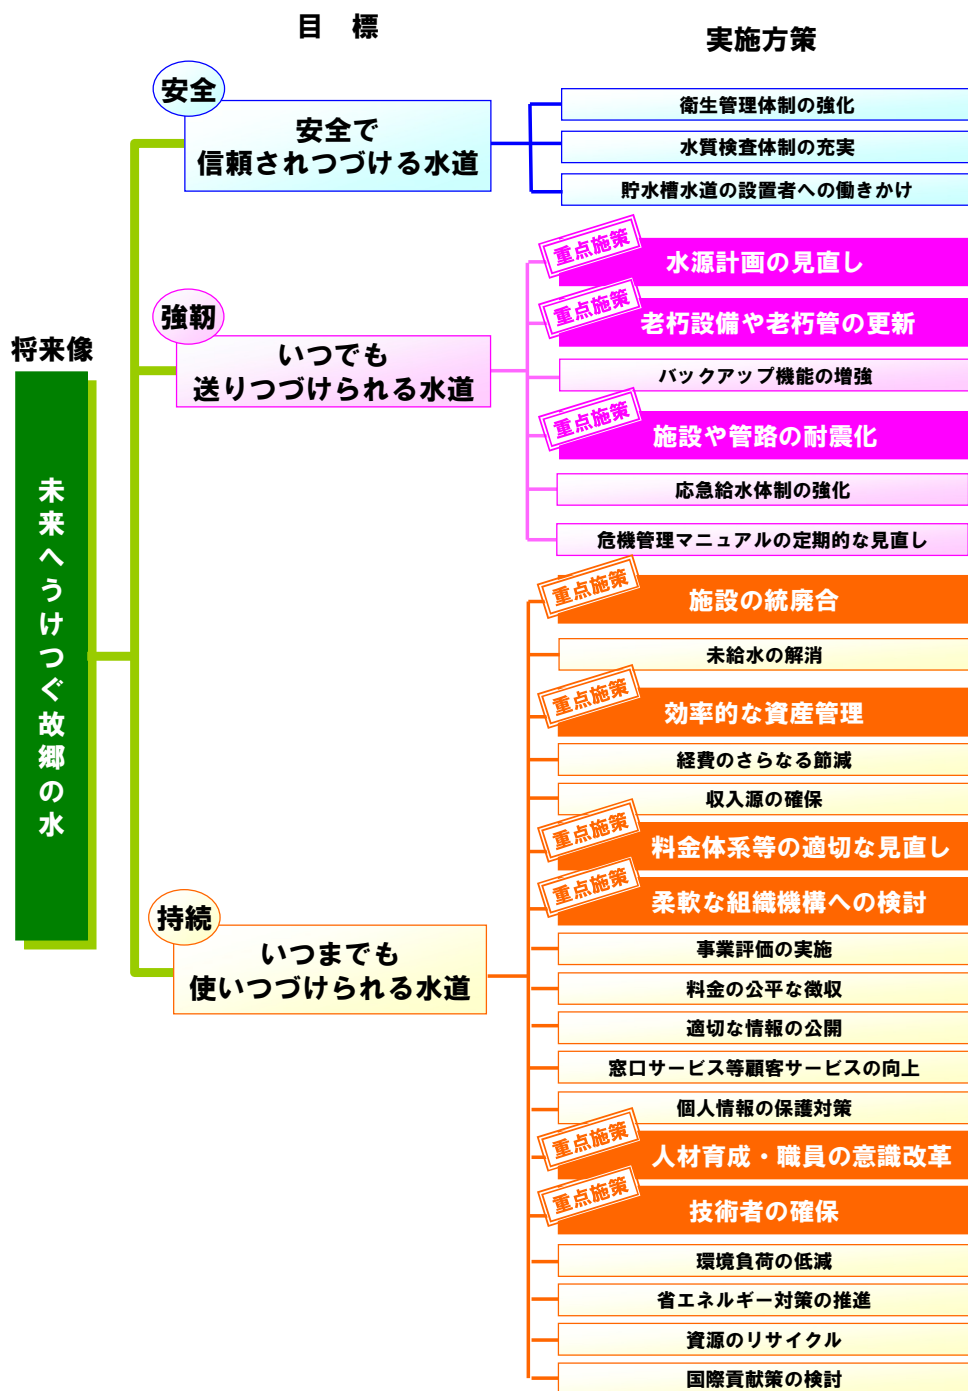 目　標
実施方策
安全
安全で
信頼されつづける水道
衛生管理体制の強化
水質検査体制の充実
貯水槽水道の設置者への働きかけ
強靭
いつでも
送りつづけられる水道
重点施策
水源計画の見直し
重点施策
老朽設備や老朽管の更新
バックアップ機能の増強
重点施策
施設や管路の耐震化
応急給水体制の強化
危機管理マニュアルの定期的な見直し
将来像
未来へうけつぐ故郷の水
持続
いつまでも
使いつづけられる水道
重点施策
施設の統廃合
未給水の解消
重点施策
効率的な資産管理
経費のさらなる節減
収入源の確保
重点施策
料金体系等の適切な見直し
重点施策
柔軟な組織機構への検討
事業評価の実施
料金の公平な徴収
適切な情報の公開
窓口サービス等顧客サービスの向上
個人情報の保護対策
重点施策
人材育成・職員の意識改革
重点施策
技術者の確保
環境負荷の低減
省エネルギー対策の推進
資源のリサイクル
国際貢献策の検討